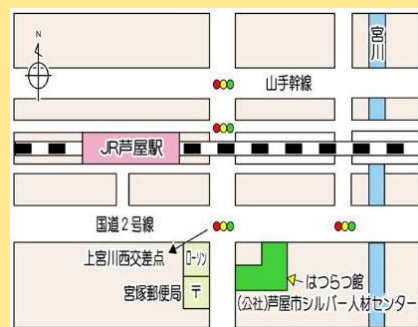 N
宮川
山手幹線
JR芦屋駅
国道2号線
上宮川西交差点
ローソン
宮塚郵便局
〒
はつらつ館
(公社)芦屋市シルバー人材センター